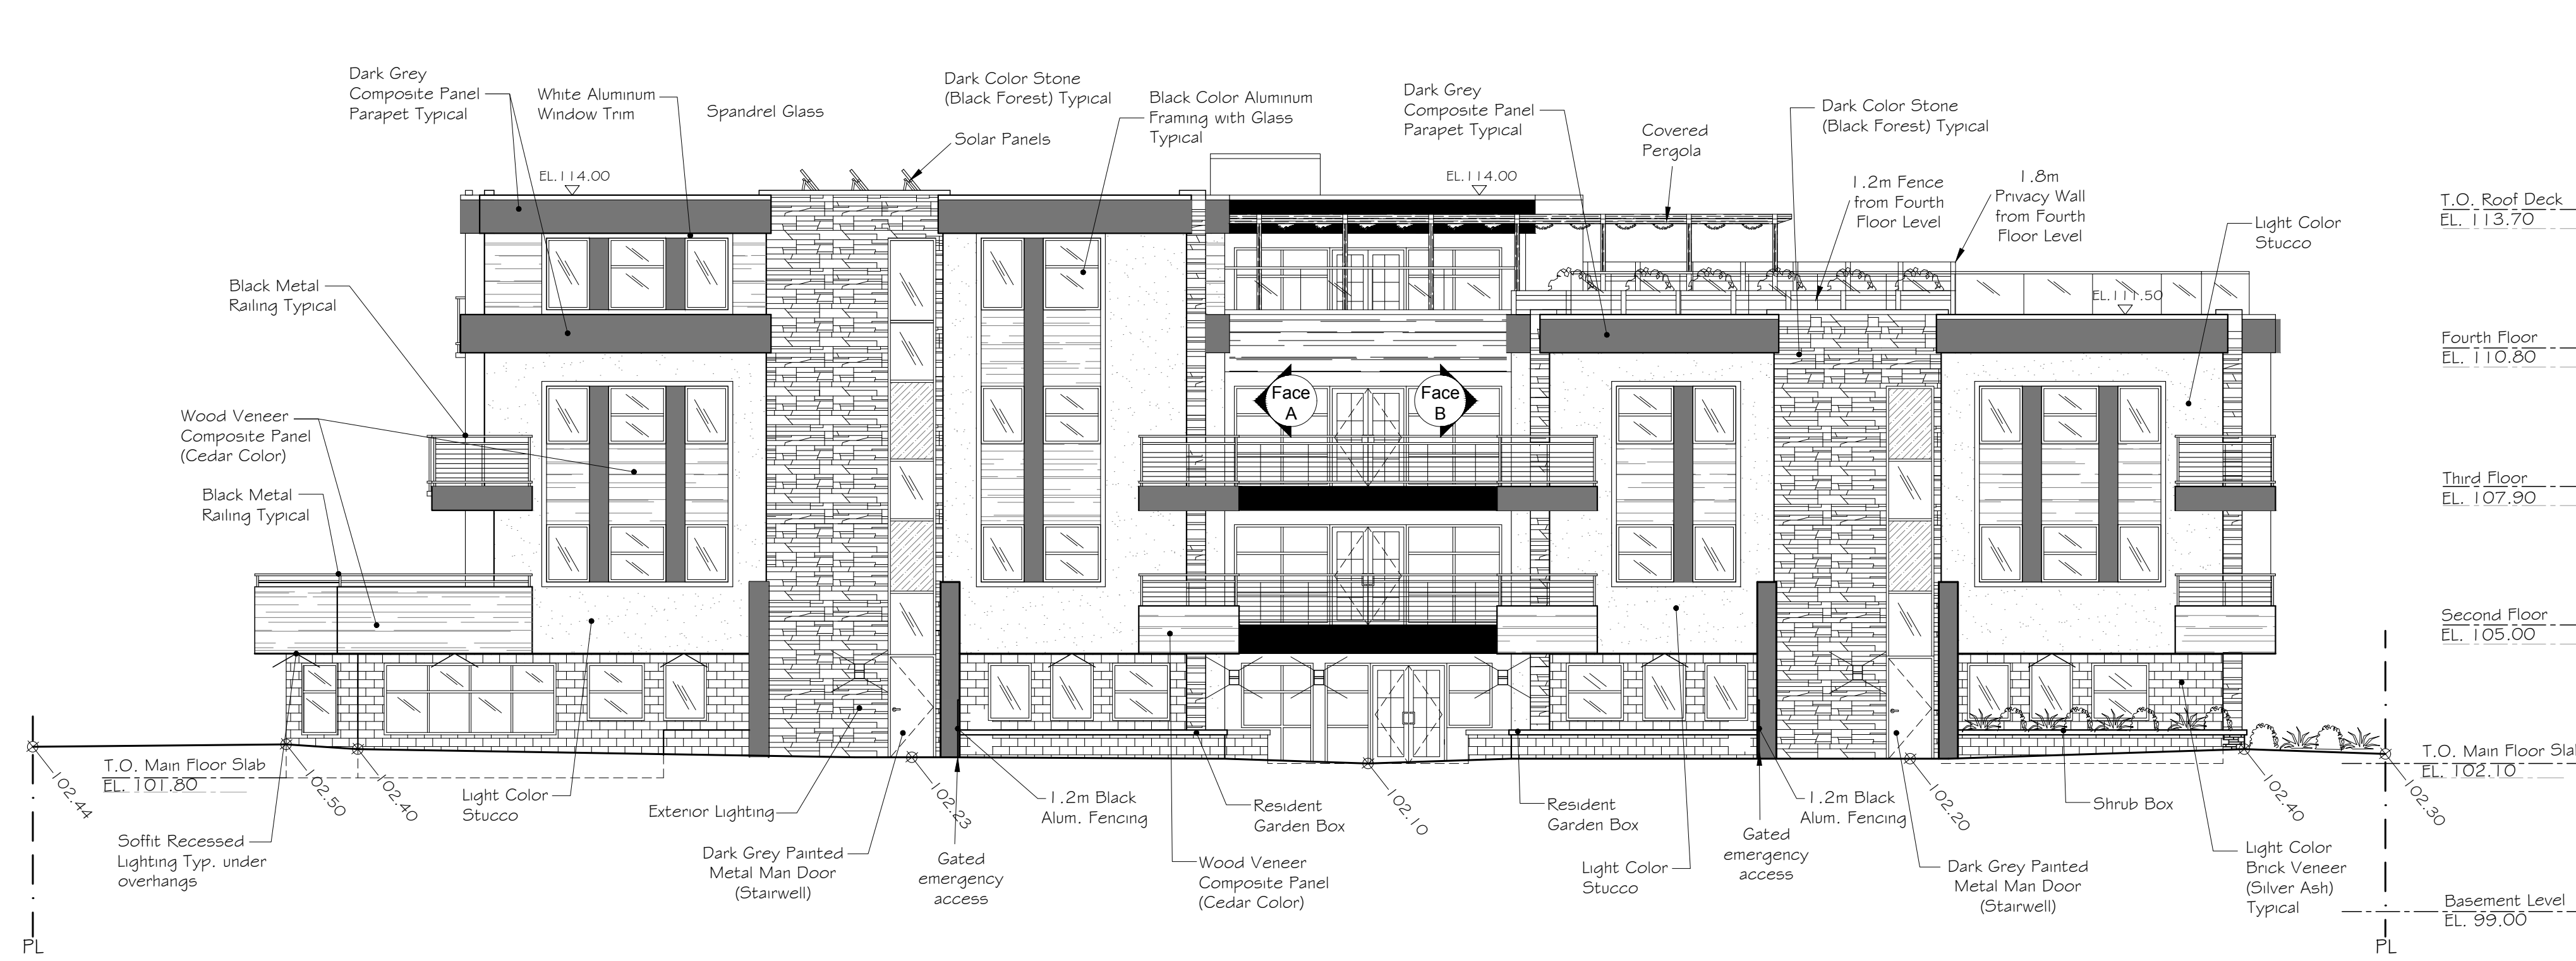 Dark Grey
Composite Panel
Parapet Typical
White Aluminum
Window Trim
Spandrel Glass
Dark Color Stone
(Black Forest) Typical
Solar Panels
Black Color Aluminum
Framing with Glass
Typical
Dark Grey
Composite Panel
Parapet Typical
Covered
Pergola
Dark Color Stone
(Black Forest) Typical
1.2m Fence
from Fourth
Floor Level
1.8m
Privacy Wall
from Fourth
Floor Level
Light Color
Stucco
T.O. Roof Deck
EL. 113.70
EL.114.00
EL.114.00
EL.111.50
Black Metal
Railing Typical
Fourth Floor
EL. 110.80
Face
A
Face
B
Wood Veneer
Composite Panel
(Cedar Color)
Black Metal
Railing Typical
Third Floor
EL. 107.90
Second Floor
EL. 105.00
T.O. Main Floor Slab
EL. 101.80
T.O. Main Floor Slab
EL. 102.10
102.44
102.50
102.40
102.23
102.10
102.20
102.40
102.30
Light Color
Stucco
Exterior Lighting
1.2m Black
Alum. Fencing
Resident
Garden Box
Resident
Garden Box
1.2m Black
Alum. Fencing
Shrub Box
Soffit Recessed
Lighting Typ. under
overhangs
Dark Grey Painted
Metal Man Door
(Stairwell)
Gated
emergency
access
Wood Veneer
Composite Panel
(Cedar Color)
Light Color
Stucco
Gated
emergency
access
Dark Grey Painted
Metal Man Door
(Stairwell)
Light Color
Brick Veneer
(Silver Ash)
Typical
Basement Level
EL. 99.00
PL
PL